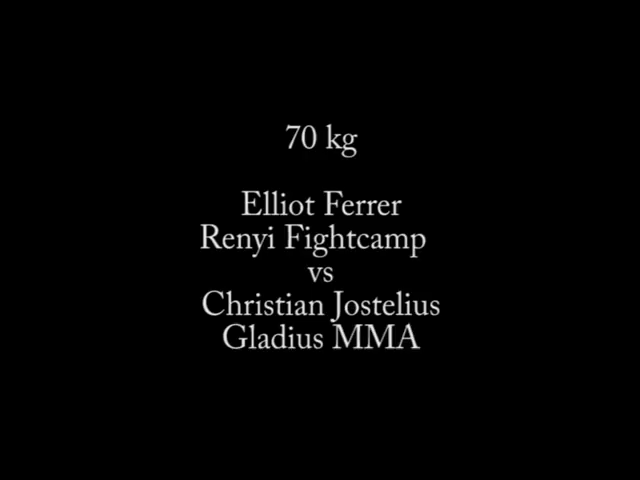 70 kg
Elliot Ferrer
Renyi Fightcamp
vs
Christian Jostelius
Gladius MMA